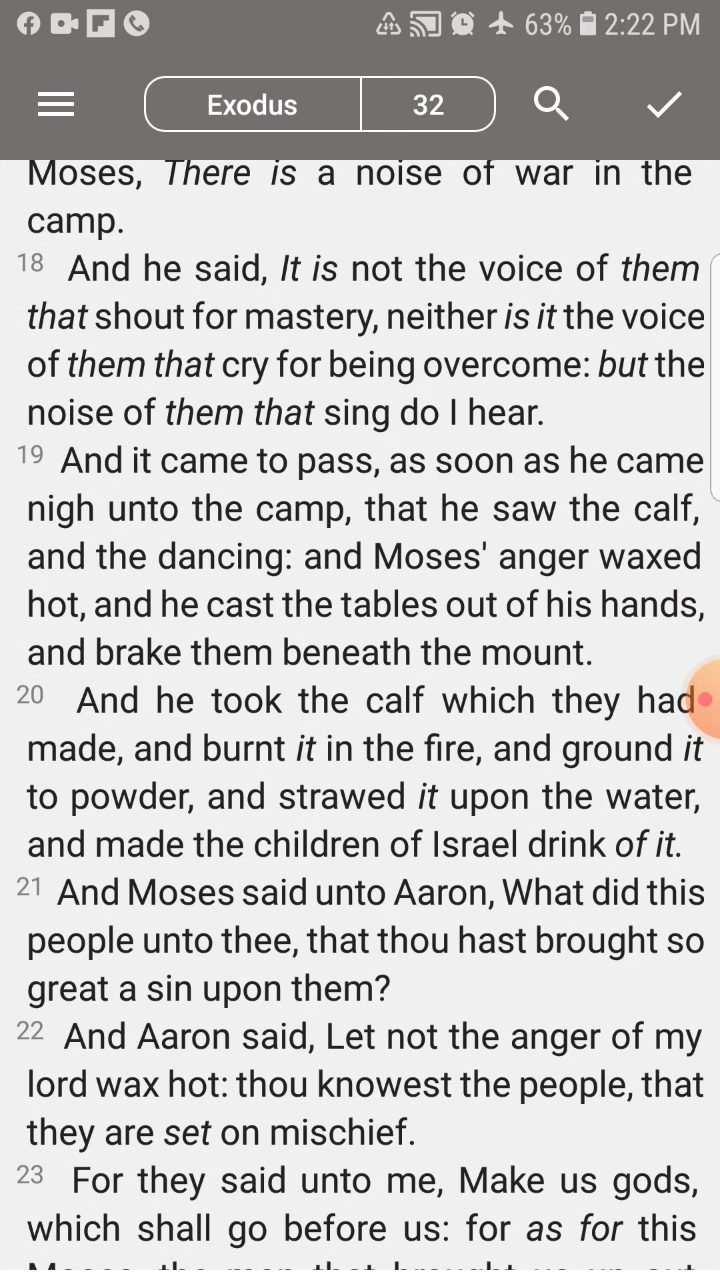 63% 2:22 PM
Exodus 32
Moses, There is a noise of war in the
camp.
18 And he said, It is not the voice of them
that shout for mastery, neither is it the voice
of them that cry for being overcome: but the
noise of them that sing do I hear.
19 And it came to pass, as soon as he came
nigh unto the camp, that he saw the calf,
and the dancing: and Moses' anger waxed
hot, and he cast the tables out of his hands,
and brake them beneath the mount.
20 And he took the calf which they had
made, and burnt it in the fire, and ground it
to powder, and strawed it upon the water,
and made the children of Israel drink of it.
21 And Moses said unto Aaron, What did this
people unto thee, that thou hast brought so
great a sin upon them?
22 And Aaron said, Let not the anger of my
lord wax hot: thou knowest the people, that
they are set on mischief.
23 For they said unto me, Make us gods,
which shall go before us: for as for this
Moses, the man that brought us up out